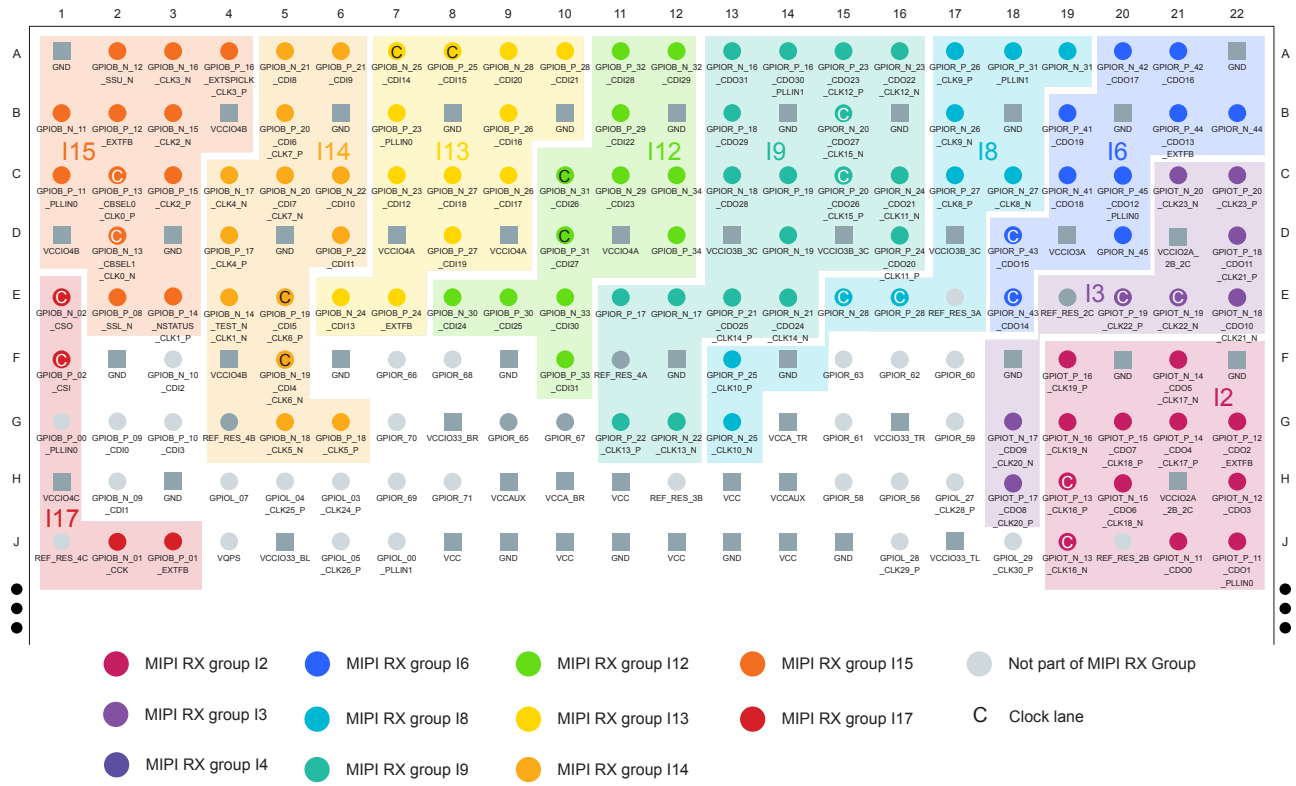 1 2 3 4 5 6 7 8 9 10 11 12 13 14 15 16 17 18 19 20 21 22
A A
GND GPIOB_N_12 GPIOB_N_16 GPIOB_P_16 GPIOB_N_21 GPIOB_P_21 GPIOB_N_25 GPIOB_P_25 GPIOB_N_28 GPIOB_P_28 GPIOB_P_32 GPIOB_N_32 GPIOR_N_16 GPIOR_P_16 GPIOR_P_23 GPIOR_N_23 GPIOR_P_26 GPIOR_P_31 GPIOR_N_31 GPIOR_N_42 GPIOR_P_42 GND
_SSU_N _CLK3_N _EXTSPICLK _CDI8 _CDI9 _CDI14 _CDI15 _CDI20 _CDI21 _CDI28 _CDI29 _CDO31 _CDO30 _CDO23 _CDO22 _CLK9_P _PLLIN1 _CDO17 _CDO16
_CLK3_P _PLLIN1 _CLK12_P _CLK12_N
B C B
GPIOB_N_11 GPIOB_P_12 GPIOB_N_15 VCCIO4B GPIOB_P_20 GND GPIOB_P_23 GND GPIOB_P_26 GND GPIOB_P_29 GND GPIOR_P_18 GND GPIOR_N_20 GND GPIOR_N_26 GND GPIOR_P_41 GND GPIOR_P_44 GPIOR_N_44
_EXTFB _CLK2_N _CDI6 _PLLIN0 _CDI16 _CDI22 _CDO29 _CDO27 _CLK9_N _CDO19 _CDO13
_CLK7_P _CLK15_N _EXTFB
I15 I14 I13 I12 I9 I8 I6
C C C C C
GPIOB_P_11 GPIOB_P_13 GPIOB_P_15 GPIOB_N_17 GPIOB_N_20 GPIOB_N_22 GPIOB_N_23 GPIOB_N_27 GPIOB_N_26 GPIOB_N_31 GPIOB_N_29 GPIOB_N_34 GPIOR_N_18 GPIOR_P_19 GPIOR_P_20 GPIOR_N_24 GPIOR_P_27 GPIOR_N_27 GPIOR_N_41 GPIOR_P_45 GPIOT_N_20 GPIOT_P_20
_PLLIN0 _CBSEL0 _CLK2_P _CLK4_N _CDI7 _CDI10 _CDI12 _CDI18 _CDI17 _CDI26 _CDI23 _CDO28 _CDO26 _CDO21 _CLK8_P _CLK8_N _CDO18 _CDO12 _CLK23_N _CLK23_P
_CLK0_P _CLK7_N _CLK15_P _CLK11_N _PLLIN0
D C C C D
VCCIO4B GPIOB_N_13 GND GPIOB_P_17 GND GPIOB_P_22 VCCIO4A GPIOB_P_27 VCCIO4A GPIOB_P_31 VCCIO4A GPIOB_P_34 VCCIO3B_3C GPIOR_N_19 VCCIO3B_3C GPIOR_P_24 VCCIO3B_3C GPIOR_P_43 VCCIO3A GPIOR_N_45 VCCIO2A_ GPIOT_P_18
_CBSEL1 _CLK4_P _CDI11 _CDI19 _CDI27 _CDO20 _CDO15 2B_2C _CDO11
_CLK0_N _CLK11_P _CLK21_P
I3
E C C C C C C C E
GPIOB_N_02 GPIOB_P_08 GPIOB_P_14 GPIOB_N_14 GPIOB_P_19 GPIOB_N_24 GPIOB_P_24 GPIOB_N_30 GPIOB_P_30 GPIOB_N_33 GPIOR_P_17 GPIOR_N_17 GPIOR_P_21 GPIOR_N_21 GPIOR_N_28 GPIOR_P_28 REF_RES_3A GPIOR_N_43 REF_RES_2C GPIOT_P_19 GPIOT_N_19 GPIOT_N_18
_CSO _SSL_N _NSTATUS TEST_N _CDI5 _CDI13 _EXTFB _CDI24 _CDI25 _CDI30 _CDO25 _CDO24 _CDO14 _CLK22_P _CLK22_N _CDO10
_CLK1_P _CLK1_N _CLK6_P _CLK14_P _CLK14_N _CLK21_N
F C C F
GPIOB_P_02 GND GPIOB_N_10 VCCIO4B GPIOB_N_19 GND GPIOR_66 GPIOR_68 GND GPIOB_P_33 REF_RES_4A GND GPIOR_P_25 GND GPIOR_63 GPIOR_62 GPIOR_60 GND GPIOT_P_16 GND GPIOT_N_14 GND
_CSI _CDI2 _CDI4 _CDI31 _CLK10_P _CLK19_P _CDO5
_CLK6_N _CLK17_N
I2
G G
GPIOB_P_00 GPIOB_P_09 GPIOB_P_10 REF_RES_4B GPIOB_N_18 GPIOB_P_18 GPIOR_70 VCCIO33_BR GPIOR_65 GPIOR_67 GPIOR_P_22 GPIOR_N_22 GPIOR_N_25 VCCA_TR GPIOR_61 VCCIO33_TR GPIOR_59 GPIOT_N_17 GPIOT_N_16 GPIOT_P_15 GPIOT_P_14 GPIOT_P_12
_PLLIN0 _CDI0 _CDI3 _CLK5_N _CLK5_P _CLK13_P _CLK13_N _CLK10_N _CDO9 _CLK19_N _CDO7 _CDO4 _CDO2
_CLK20_N _CLK18_P _CLK17_P _EXTFB
H C H
VCCIO4C GPIOB_N_09 GND GPIOL_07 GPIOL_04 GPIOL_03 GPIOR_69 GPIOR_71 VCCAUX VCCA_BR VCC REF_RES_3B VCC VCCAUX GPIOR_58 GPIOR_56 GPIOL_27 GPIOT_P_17 GPIOT_P_13 GPIOT_N_15 VCCIO2A GPIOT_N_12
_CDI1 _CLK25_P _CLK24_P _CLK28_P _CDO8 _CLK16_P _CDO6 _2B_2C _CDO3
_CLK20_P _CLK18_N
I17
J C J
REF_RES_4C GPIOB_N_01 GPIOB_P_01 VQPS VCCIO33_BL GPIOL_05 GPIOL_00 GND GND VCC GND VCC GND VCC GND GPIOL_28 VCCIO33_TL GPIOL_29 GPIOT_N_13 REF_RES_2B GPIOT_N_11 GPIOT_P_11
_CCK _EXTFB _CLK26_P _PLLIN1 _CLK29_P _CLK30_P _CLK16_N _CDO0 _CDO1
_PLLIN0
MIPI RX group I2 MIPI RX group I6 MIPI RX group I12 MIPI RX group I15 Not part of MIPI RX Group
MIPI RX group I3 MIPI RX group I8 MIPI RX group I13 MIPI RX group I17 C Clock lane
MIPI RX group I4 MIPI RX group I9 MIPI RX group I14